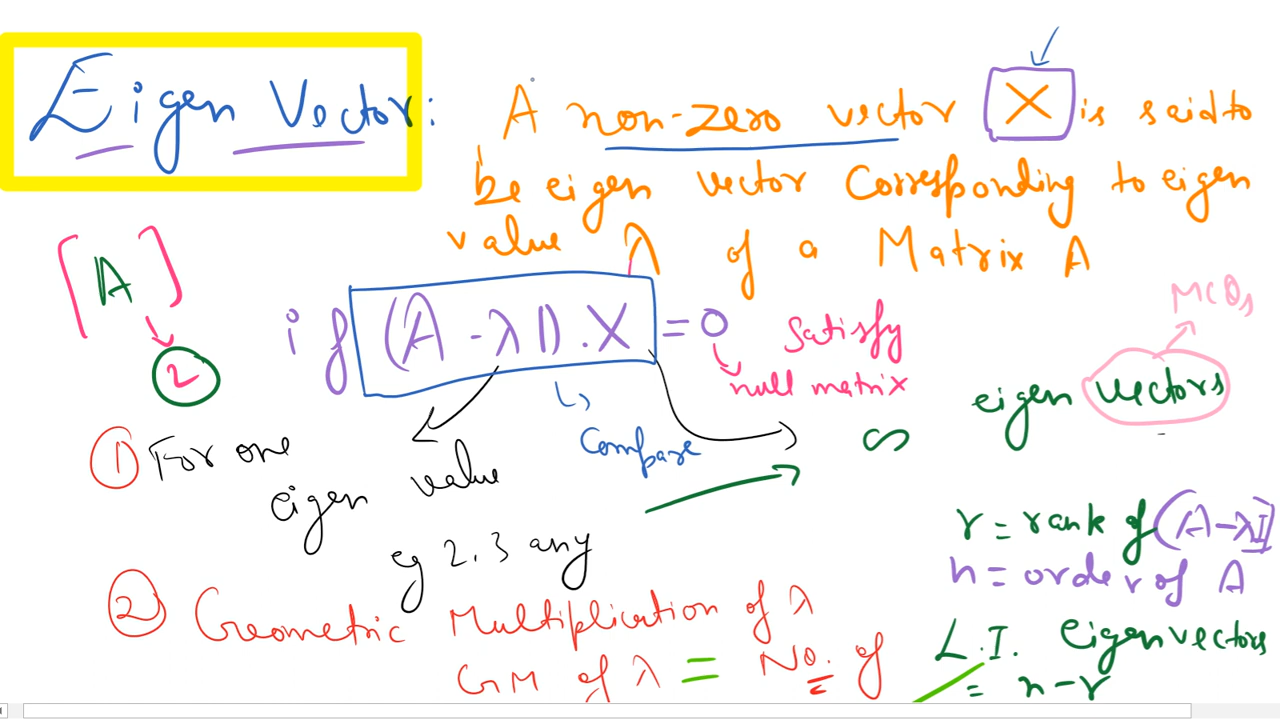 Eigen Vector:
A non-zero vector X is said to
be eigen vector corresponding to eigen
value λ of a Matrix A
[A]
2
if (A - λI) . X = 0
Satisfy
null matrix
MCQs
eigen vectors
Compare
∞
① For one
eigen value
eg 2, 3 any
r = rank of (A-λI]
n = order of A
② Geometric Multiplication of λ
GM of λ = No. of L.I. eigenvectors
= n-r